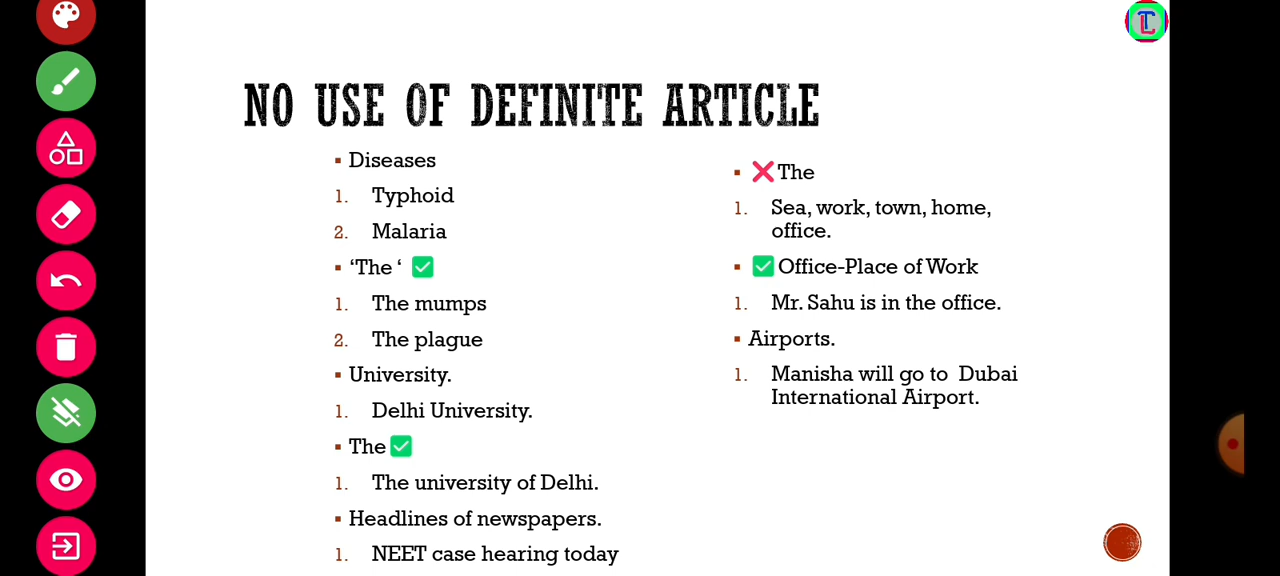 NO USE OF DEFINITE ARTICLE
▪ Diseases
1. Typhoid
2. Malaria
▪ ‘The ‘ ✅
1. The mumps
2. The plague
▪ University.
1. Delhi University.
▪ The ✅
1. The university of Delhi.
▪ Headlines of newspapers.
1. NEET case hearing today
▪ ❌ The
1. Sea, work, town, home,
office.
▪ ✅ Office-Place of Work
1. Mr. Sahu is in the office.
▪ Airports.
1. Manisha will go to Dubai
International Airport.